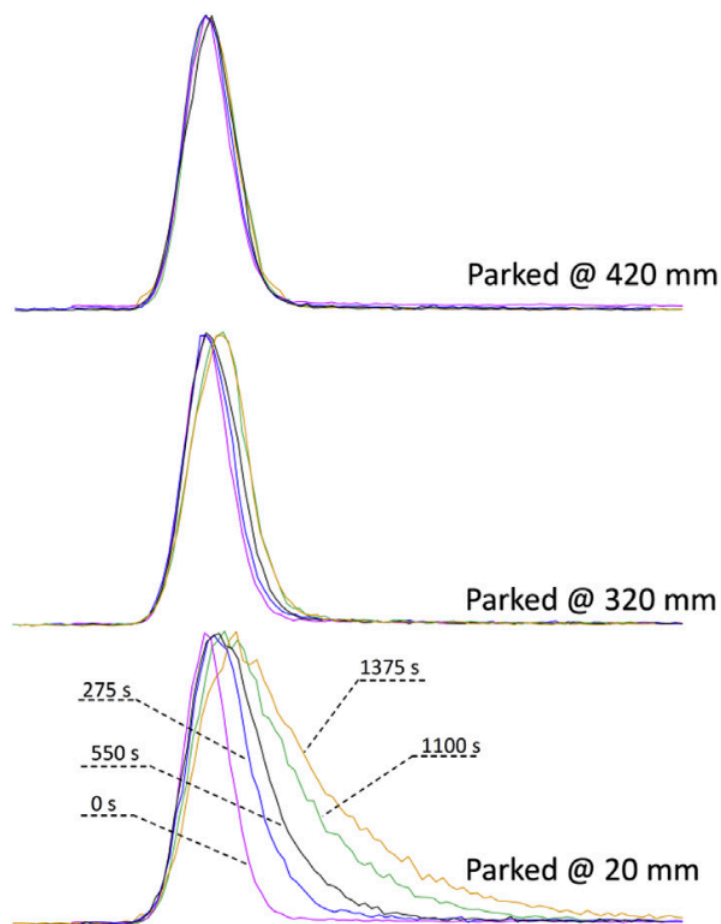 Parked @ 420 mm
Parked @ 320 mm
1375 s
275 s
1100 s
550 s
0 s
Parked @ 20 mm